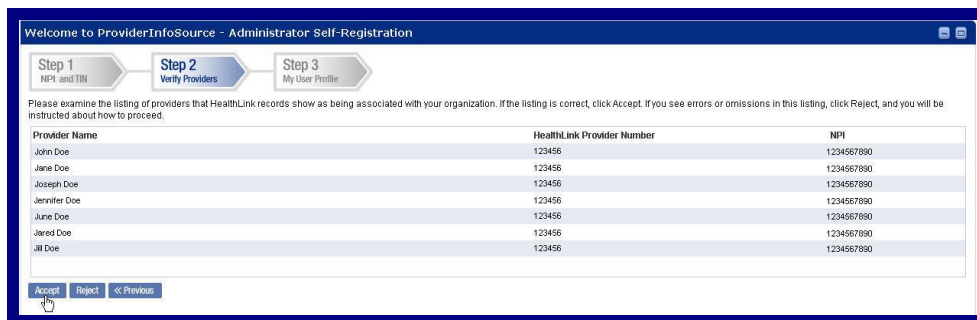 Welcome to ProviderInfoSource - Administrator Self-Registration
Step 1
NPI and TIN
Step 2
Verify Providers
Step 3
My User Profile
Please examine the listing of providers that HealthLink records show as being associated with your organization. If the listing is correct, click Accept. If you see errors or omissions in this listing, click Reject, and you will be
instructed about how to proceed.
Provider Name HealthLink Provider Number NPI
John Doe 123456 1234567890
Jane Doe 123456 1234567890
Joseph Doe 123456 1234567890
Jennifer Doe 123456 1234567890
June Doe 123456 1234567890
Jared Doe 123456 1234567890
Jill Doe 123456 1234567890
Accept Reject << Previous